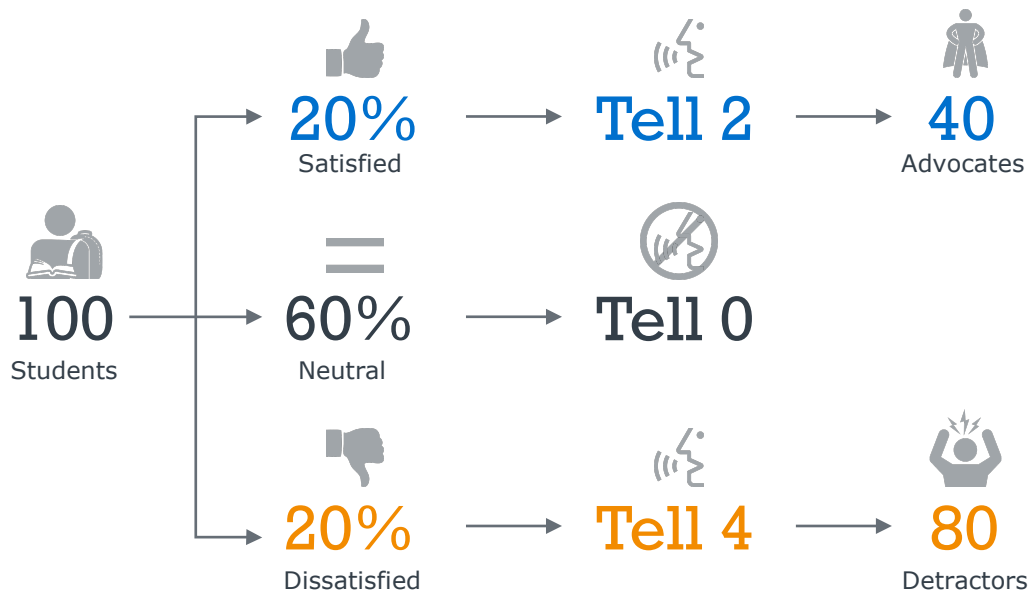 20%
Satisfied
Tell 2
40
Advocates
100
Students
60%
Neutral
Tell 0
20%
Dissatisfied
Tell 4
80
Detractors